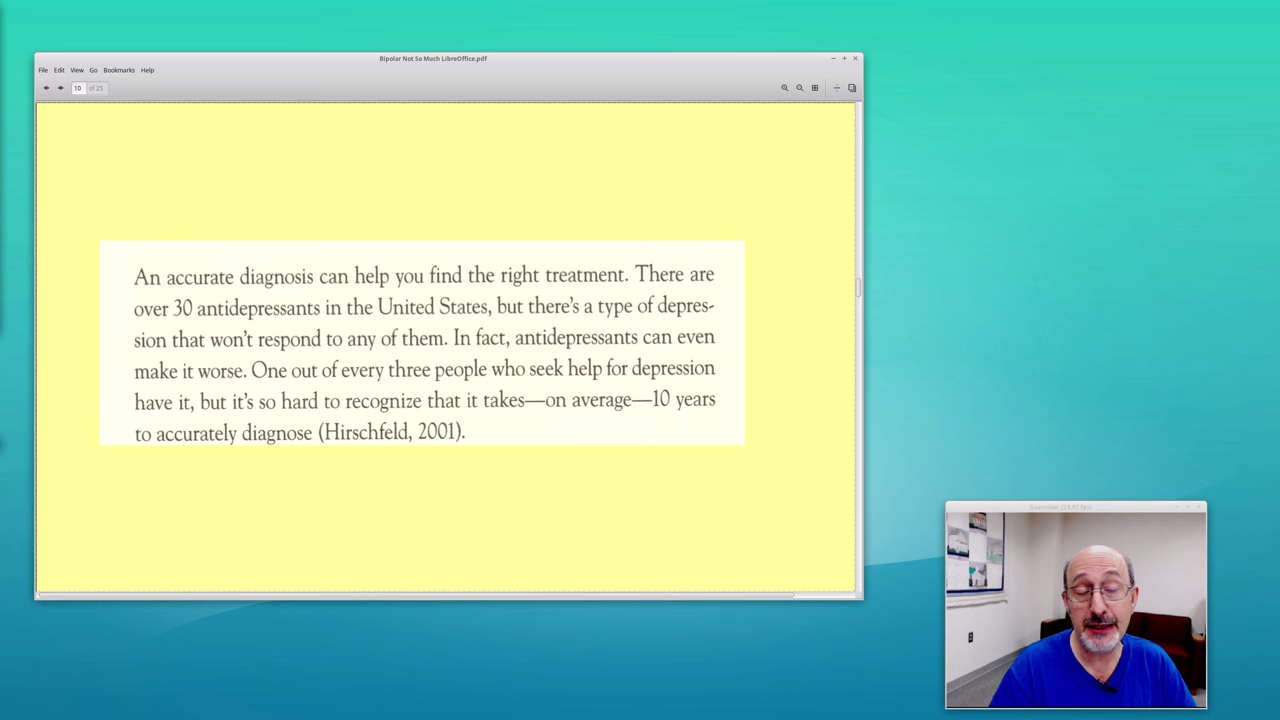 Bipolar Not So Much LibreOffice.pdf
File Edit View Go Bookmarks Help
10 of 25
An accurate diagnosis can help you find the right treatment. There are
over 30 antidepressants in the United States, but there's a type of depres-
sion that won't respond to any of them. In fact, antidepressants can even
make it worse. One out of every three people who seek help for depression
have it, but it's so hard to recognize that it takes—on average—10 years
to accurately diagnose (Hirschfeld, 2001).